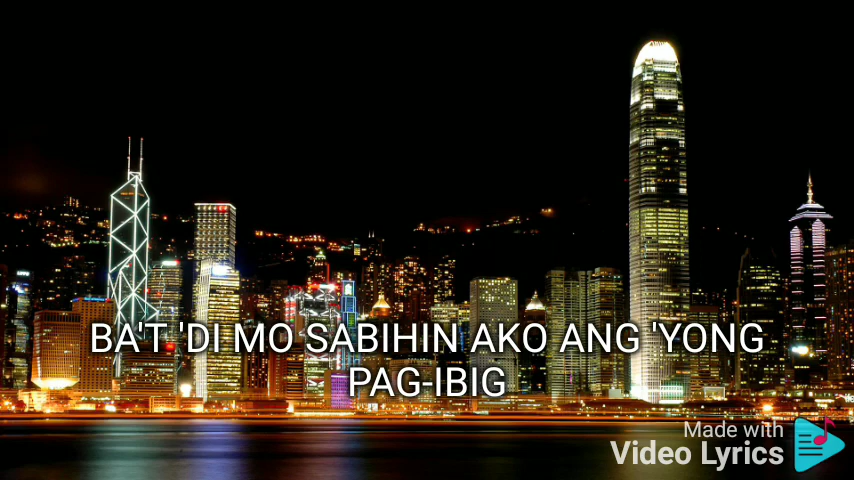 BA'T 'DI MO SABIHIN AKO ANG 'YONG
PAG-IBIG
Made with
Video Lyrics